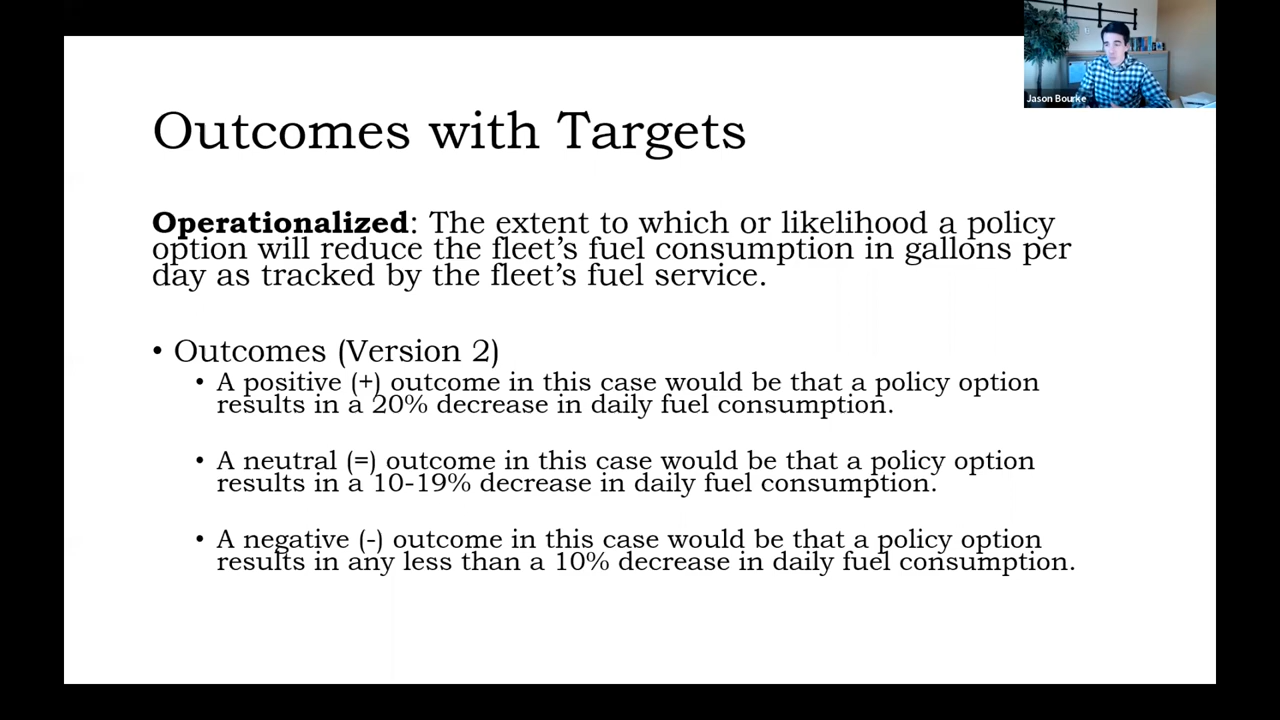 Jason Bourke
Outcomes with Targets
Operationalized: The extent to which or likelihood a policy
option will reduce the fleet’s fuel consumption in gallons per
day as tracked by the fleet’s fuel service.
• Outcomes (Version 2)
• A positive (+) outcome in this case would be that a policy option
results in a 20% decrease in daily fuel consumption.
• A neutral (=) outcome in this case would be that a policy option
results in a 10-19% decrease in daily fuel consumption.
• A negative (-) outcome in this case would be that a policy option
results in any less than a 10% decrease in daily fuel consumption.